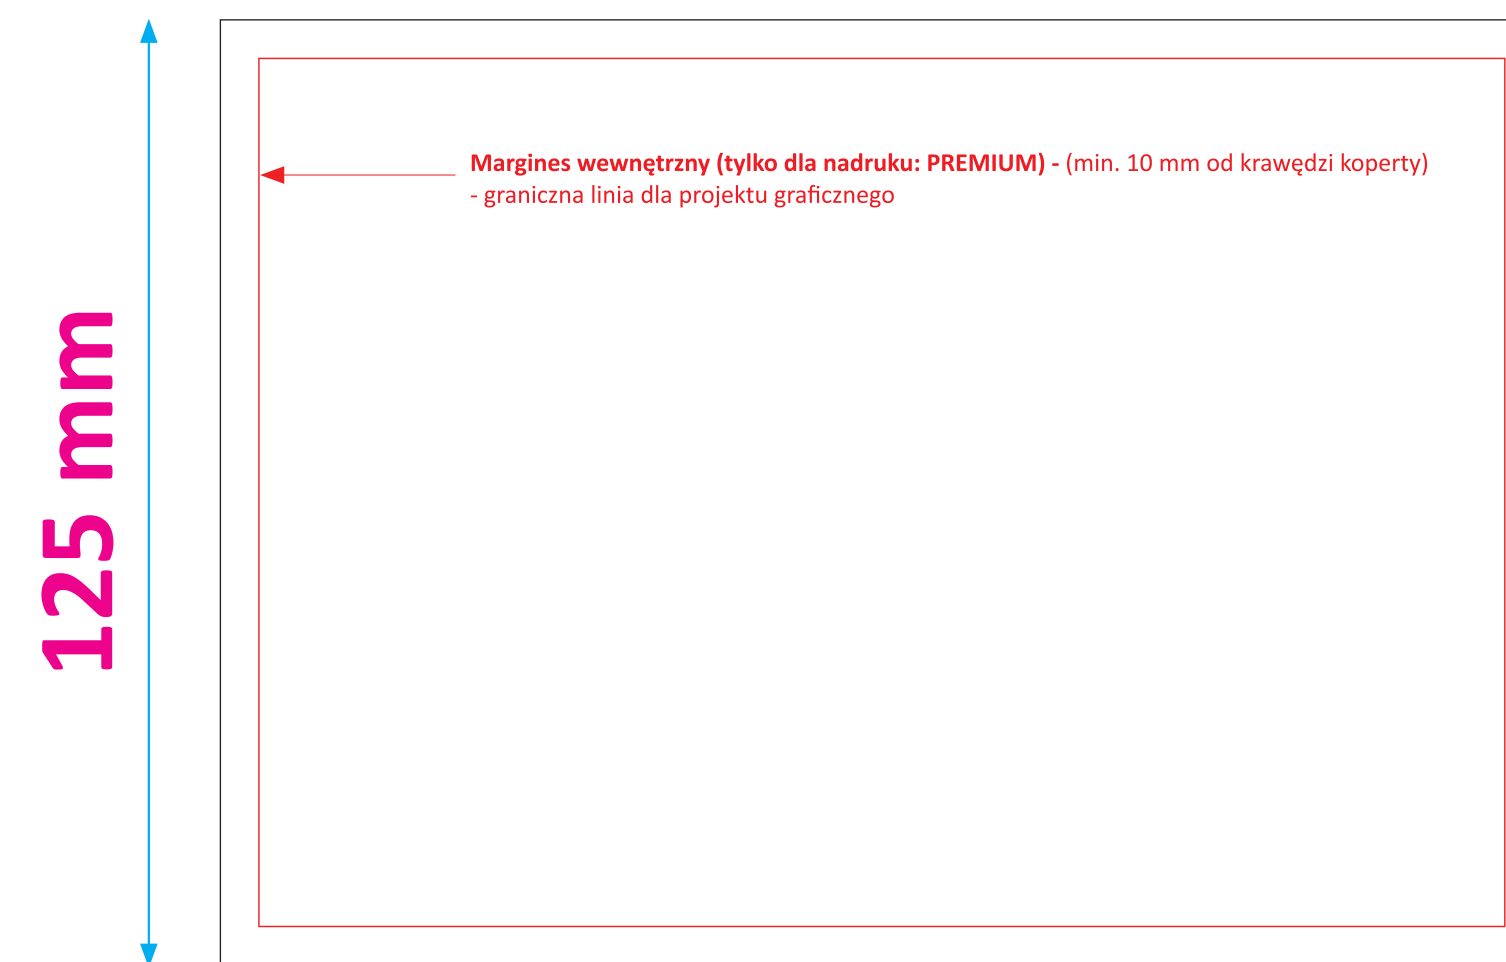 Margines wewnętrzny (tylko dla nadruku: PREMIUM) - (min. 10 mm od krawędzi koperty)
- graniczna linia dla projektu graficznego
125 mm